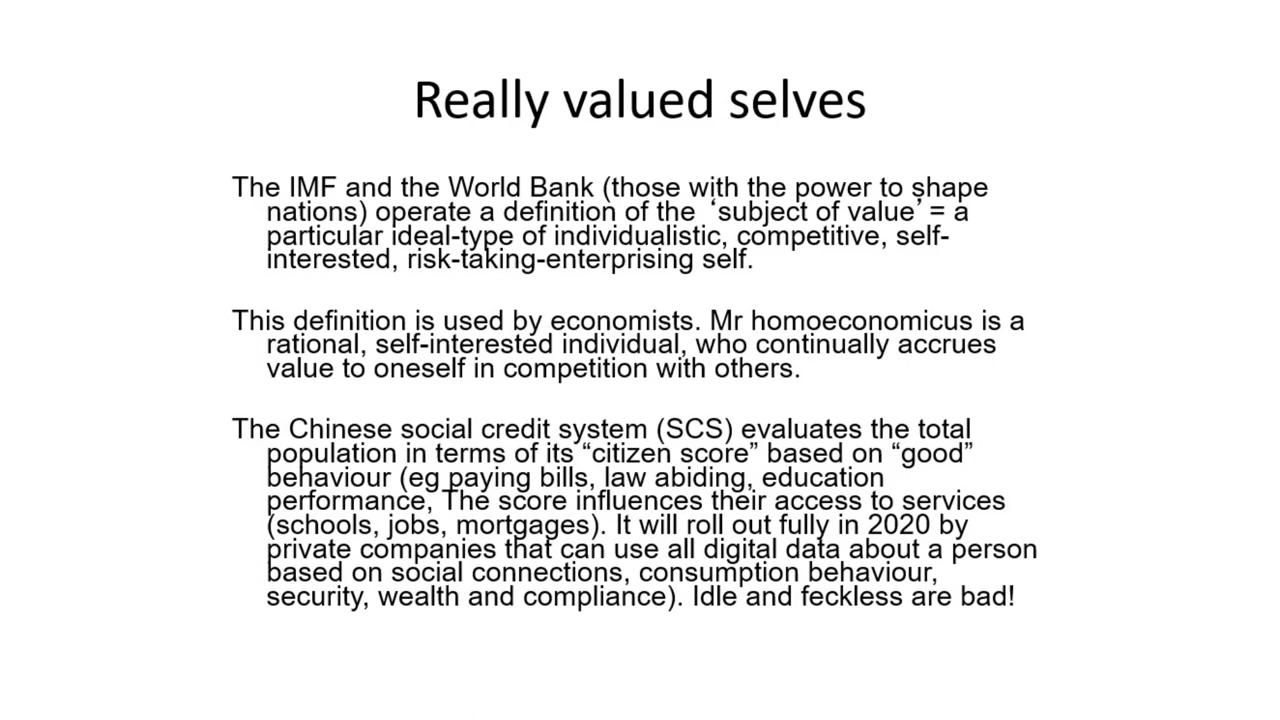 Really valued selves
The IMF and the World Bank (those with the power to shape
nations) operate a definition of the ‘subject of value’ = a
particular ideal-type of individualistic, competitive, self-
interested, risk-taking-enterprising self.
This definition is used by economists. Mr homoeconomicus is a
rational, self-interested individual, who continually accrues
value to oneself in competition with others.
The Chinese social credit system (SCS) evaluates the total
population in terms of its “citizen score” based on “good”
behaviour (eg paying bills, law abiding, education
performance, The score influences their access to services
(schools, jobs, mortgages). It will roll out fully in 2020 by
private companies that can use all digital data about a person
based on social connections, consumption behaviour,
security, wealth and compliance). Idle and feckless are bad!